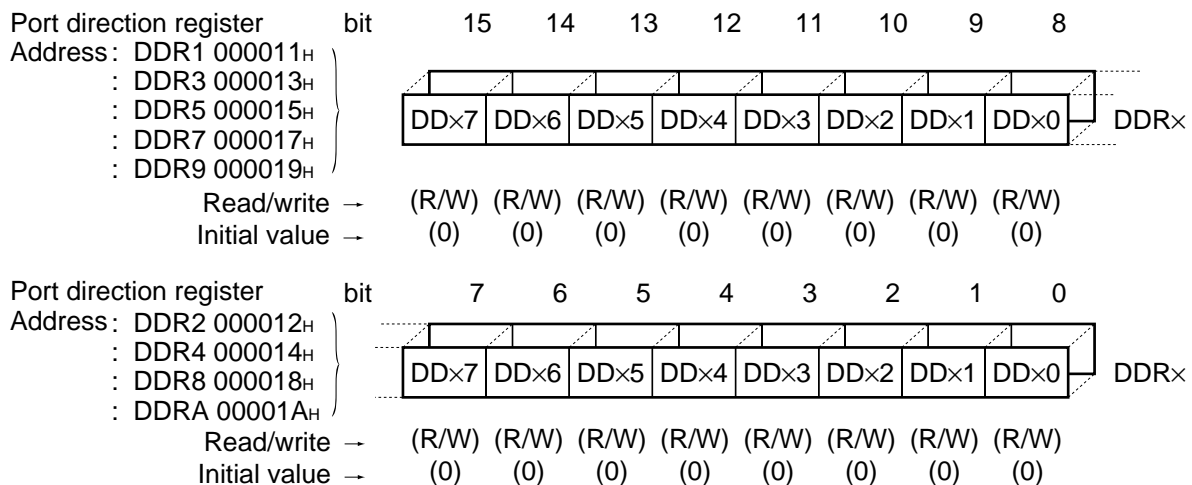 Port direction register bit 15 14 13 12 11 10 9 8
Address : DDR1 000011H
: DDR3 000013H
: DDR5 000015H
: DDR7 000017H
: DDR9 000019H
DD×7 DD×6 DD×5 DD×4 DD×3 DD×2 DD×1 DD×0 DDR×
Read/write → (R/W) (R/W) (R/W) (R/W) (R/W) (R/W) (R/W) (R/W)
Initial value → (0) (0) (0) (0) (0) (0) (0) (0)
Port direction register bit 7 6 5 4 3 2 1 0
Address : DDR2 000012H
: DDR4 000014H
: DDR8 000018H
: DDRA 00001AH
DD×7 DD×6 DD×5 DD×4 DD×3 DD×2 DD×1 DD×0 DDR×
Read/write → (R/W) (R/W) (R/W) (R/W) (R/W) (R/W) (R/W) (R/W)
Initial value → (0) (0) (0) (0) (0) (0) (0) (0)